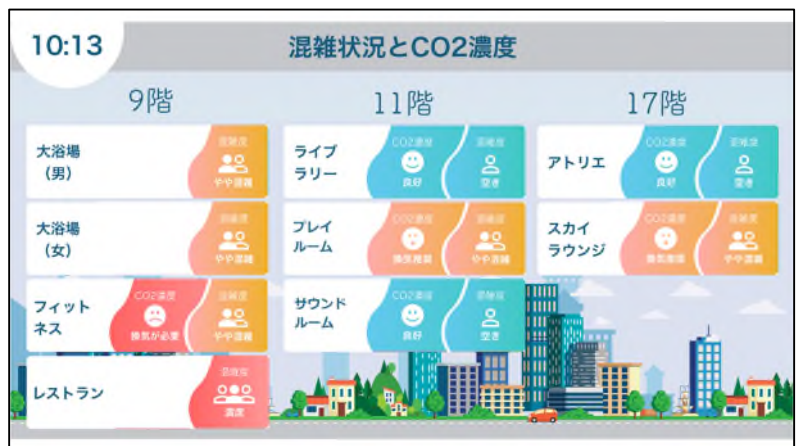 10:13
混雑状況とCO2濃度
9階
大浴場
（男）
混雑度
やや混雑
大浴場
（女）
混雑度
やや混雑
フィット
ネス
CO2濃度
換気が必要
混雑度
やや混雑
レストラン
混雑度
満席
11階
ライブ
ラリー
CO2濃度
良好
混雑度
空き
プレイ
ルーム
CO2濃度
換気推奨
混雑度
やや混雑
サウンド
ルーム
CO2濃度
良好
混雑度
空き
17階
アトリエ
CO2濃度
良好
混雑度
空き
スカイ
ラウンジ
CO2濃度
換気推奨
混雑度
やや混雑